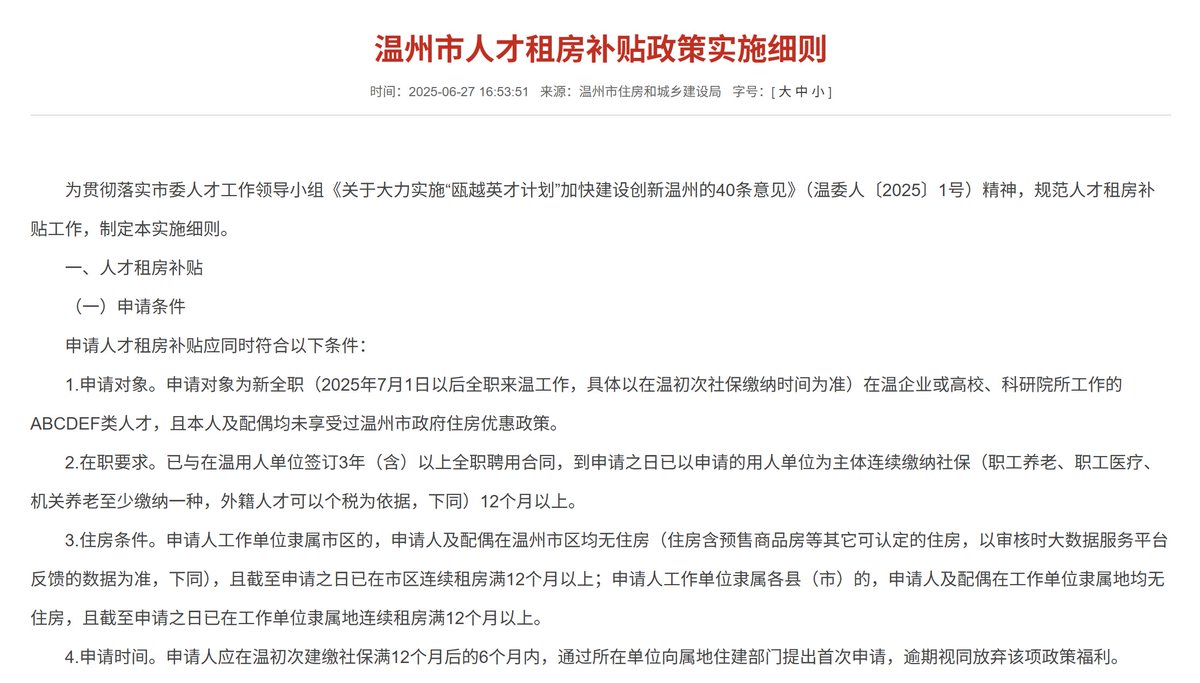 温州市人才租房补贴政策实施细则
时间：2025-06-27 16:53:51 来源：温州市住房和城乡建设局 字号：[ 大 中 小 ]
为贯彻落实市委人才工作领导小组《关于大力实施“瓯越英才计划”加快建设创新温州的40条意见》（温委人〔2025〕1号）精神，规范人才租房补
贴工作，制定本实施细则。
一、人才租房补贴
（一）申请条件
申请人才租房补贴应同时符合以下条件：
1.申请对象。申请对象为新全职（2025年7月1日以后全职来温工作，具体以在温初次社保缴纳时间为准）在温企业或高校、科研院所工作的
ABCDEF类人才，且本人及配偶均未享受过温州市政府住房优惠政策。
2.在职要求。已与在温用人单位签订3年（含）以上全职聘用合同，到申请之日已以申请的用人单位为主体连续缴纳社保（职工养老、职工医疗、
机关养老至少缴纳一种，外籍人才可以个税为依据，下同）12个月以上。
3.住房条件。申请人工作单位隶属市区的，申请人及配偶在温州市区均无住房（住房含预售商品房等其它可认定的住房，以审核时大数据服务平台
反馈的数据为准，下同），且截至申请之日已在市区连续租房满12个月以上；申请人工作单位隶属各县（市）的，申请人及配偶在工作单位隶属地均无
住房，且截至申请之日已在工作单位隶属地连续租房满12个月以上。
4.申请时间。申请人应在温初次建缴社保满12个月后的6个月内，通过所在单位向属地住建部门提出首次申请，逾期视同放弃该项政策福利。